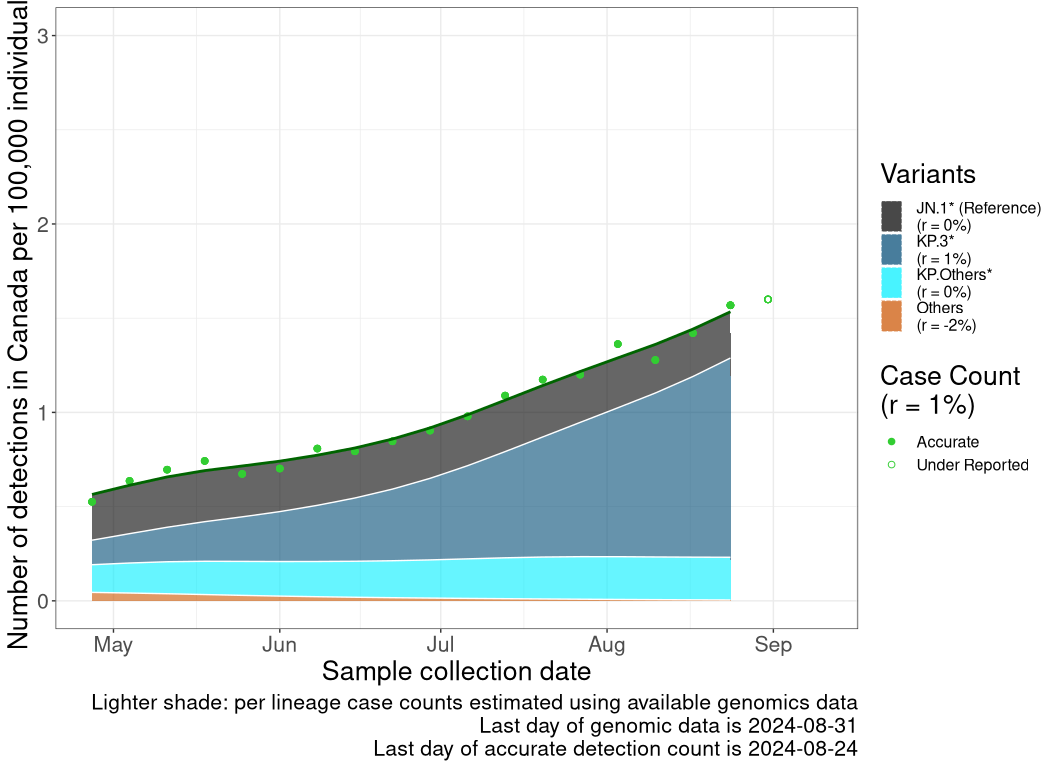 Number of detections in Canada per 100,000 individual
3
2
1
0
May Jun Jul Aug Sep
Sample collection date
Lighter shade: per lineage case counts estimated using available genomics data
Last day of genomic data is 2024-08-31
Last day of accurate detection count is 2024-08-24
Variants
JN.1* (Reference)
(r = 0%)
KP.3*
(r = 1%)
KP.Others*
(r = 0%)
Others
(r = -2%)
Case Count
(r = 1%)
Accurate
Under Reported